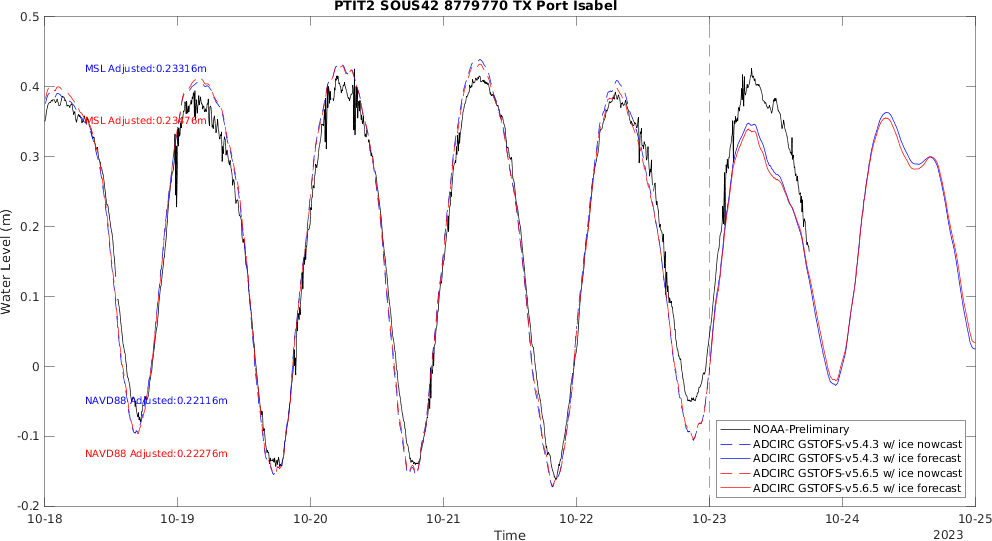 PTIT2 SOUS42 8779770 TX Port Isabel
0.5
0.4
0.3
0.2
0.1
0
-0.1
-0.2
Water Level (m)
MSL Adjusted:0.23316m
MSL Adjusted:0.23476m
NAVD88 Adjusted:0.22116m
NAVD88 Adjusted:0.22276m
NOAA-Preliminary
ADCIRC GSTOFS-v5.4.3 w/ ice nowcast
ADCIRC GSTOFS-v5.4.3 w/ ice forecast
ADCIRC GSTOFS-v5.6.5 w/ ice nowcast
ADCIRC GSTOFS-v5.6.5 w/ ice forecast
10-18 10-19 10-20 10-21 10-22 10-23 10-24 10-25
Time
2023